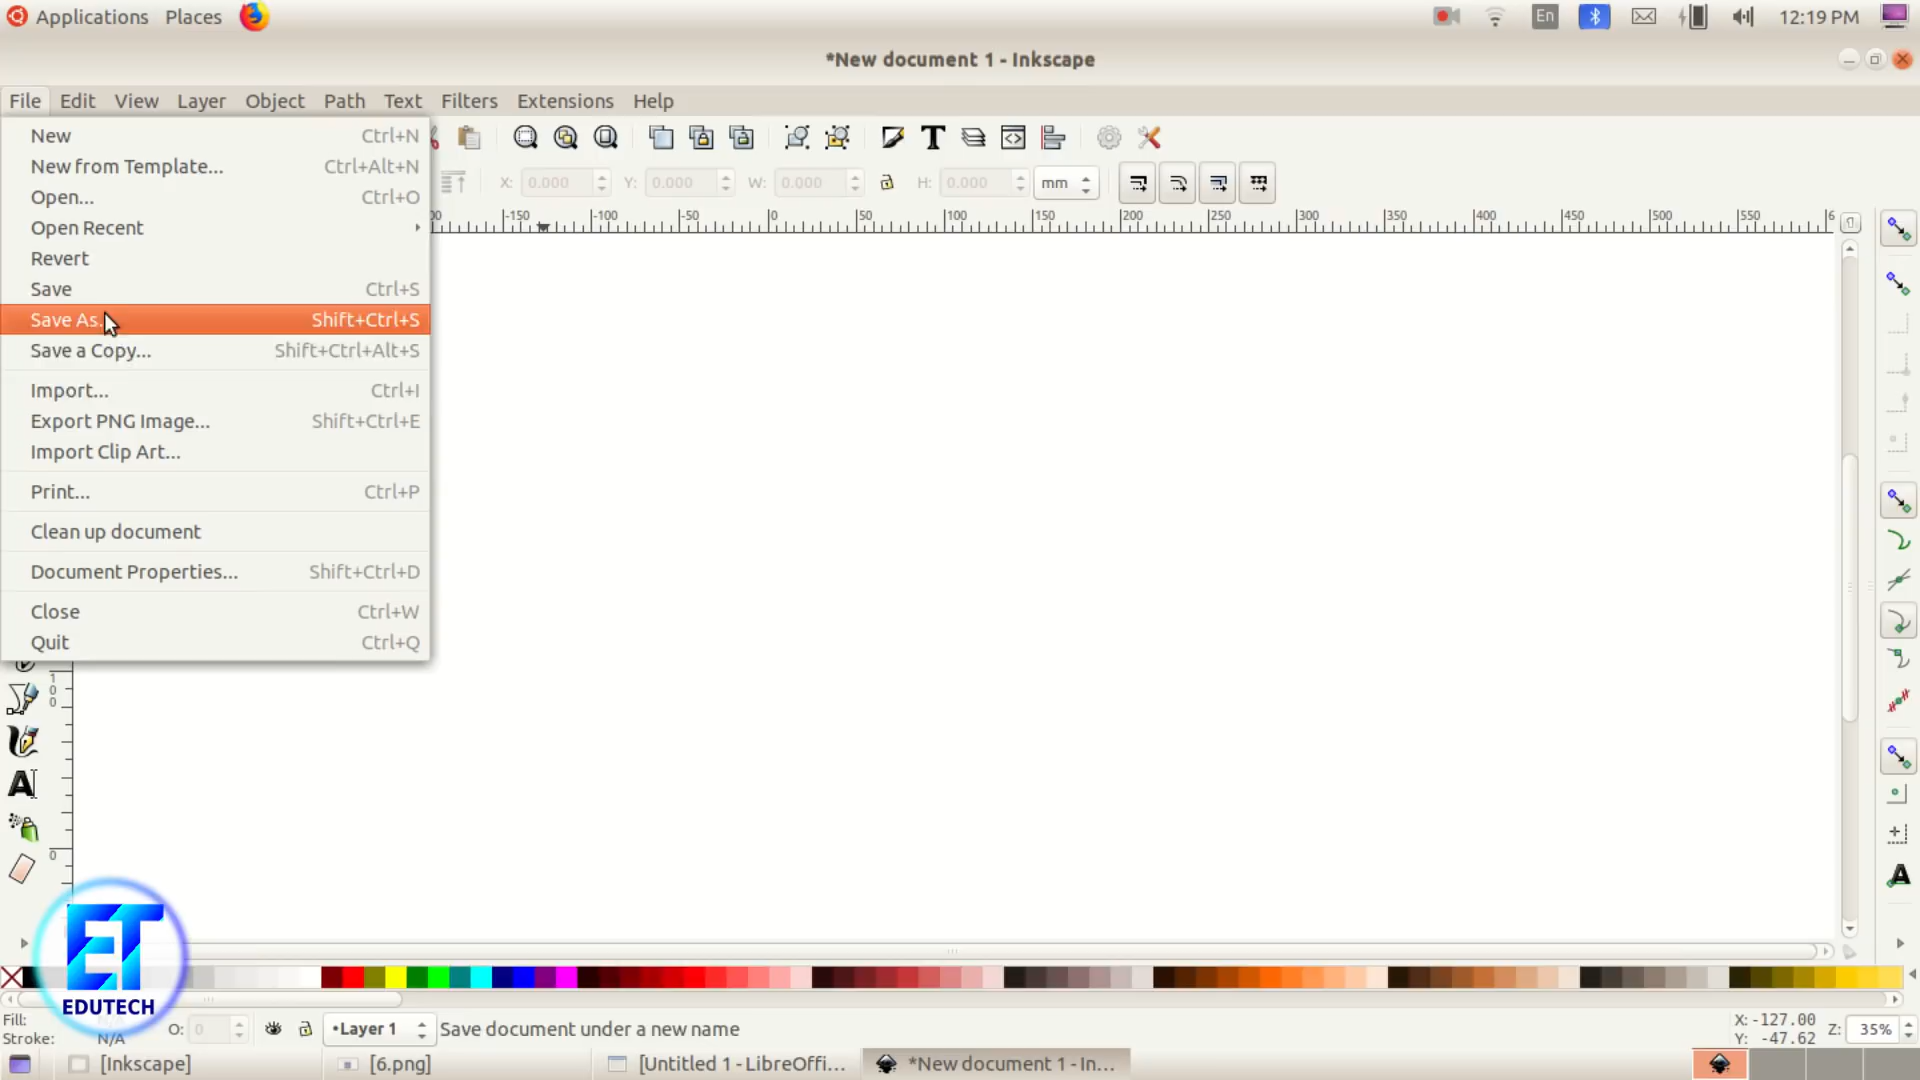 Applications Places En 12:19 PM
*New document 1 - Inkscape
File Edit View Layer Object Path Text Filters Extensions Help
New Ctrl+N
New from Template... Ctrl+Alt+N
Open... Ctrl+O
Open Recent
Revert
Save Ctrl+S
Save As... Shift+Ctrl+S
Save a Copy... Shift+Ctrl+Alt+S
Import... Ctrl+I
Export PNG Image... Shift+Ctrl+E
Import Clip Art...
Print... Ctrl+P
Clean up document
Document Properties... Shift+Ctrl+D
Close Ctrl+W
Quit Ctrl+Q
X: 0.000 Y: 0.000 W: 0.000 H: 0.000 mm
-150 -100 -50 0 50 100 150 200 250 300 350 400 450 500 550 6
100
0
ET
EDUTECH
Fill:
Stroke: N/A
O: 0 •Layer 1 Save document under a new name
X: -127.00
Y: -47.62
Z: 35%
[Inkscape] [6.png] [Untitled 1 - LibreOffi... *New document 1 - In...